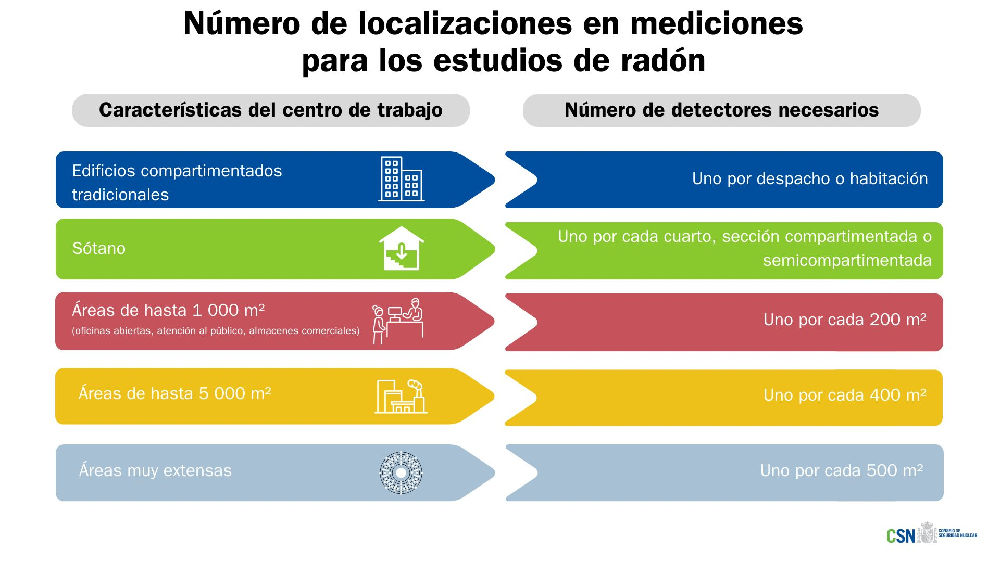 Número de localizaciones en mediciones
para los estudios de radón
Características del centro de trabajo
Número de detectores necesarios
Edificios compartimentados
tradicionales
Uno por despacho o habitación
Sótano
Uno por cada cuarto, sección compartimentada o
semicompartimentada
Áreas de hasta 1 000 m²
(oficinas abiertas, atención al público, almacenes comerciales)
Uno por cada 200 m²
Áreas de hasta 5 000 m²
Uno por cada 400 m²
Áreas muy extensas
Uno por cada 500 m²
CSN
CONSEJO DE
SEGURIDAD NUCLEAR